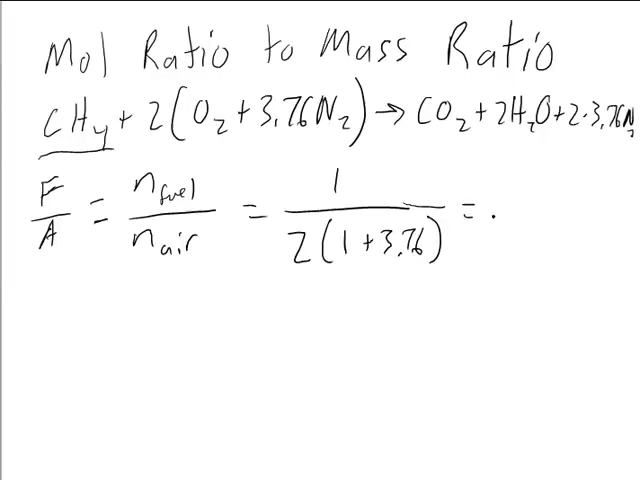 Mol Ratio to Mass Ratio
CH4 + 2(O2 + 3.76N2) → CO2 + 2H2O + 2·3.76N2
F/A = nfuel/nair = 1/2(1+3.76) = .